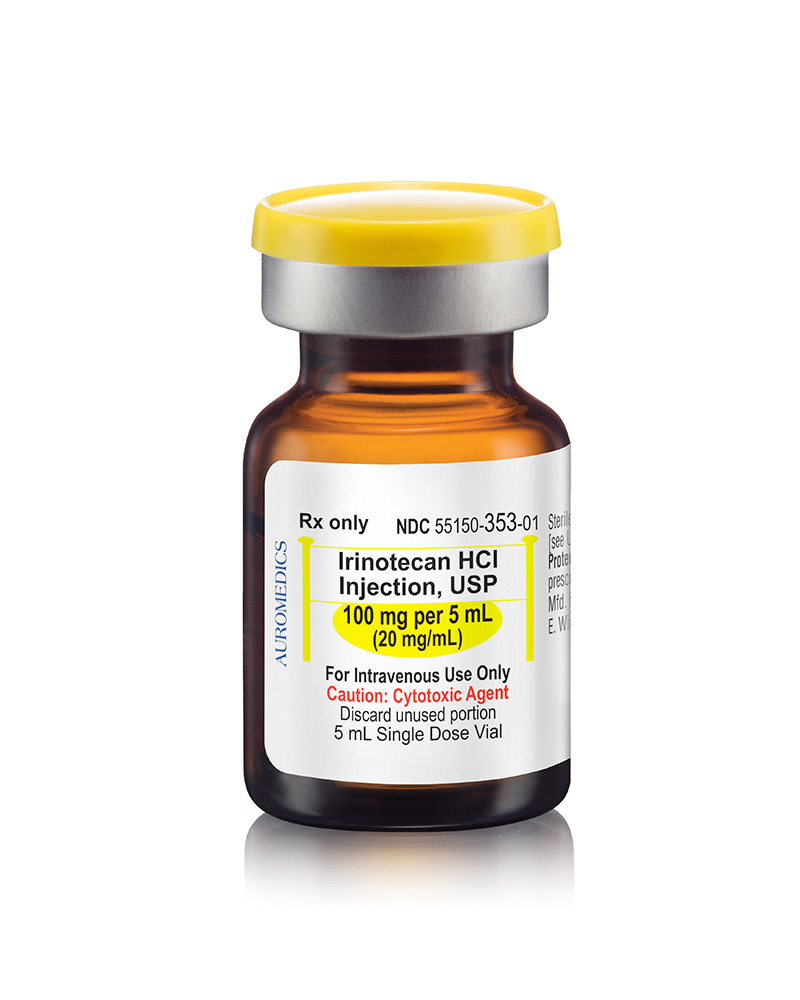 Rx only NDC 55150-353-01
Irinotecan HCl
Injection, USP
100 mg per 5 mL
(20 mg/mL)
For Intravenous Use Only
Caution: Cytotoxic Agent
Discard unused portion
5 mL Single Dose Vial
AUROMEDICS
[see
Mfd.
E.